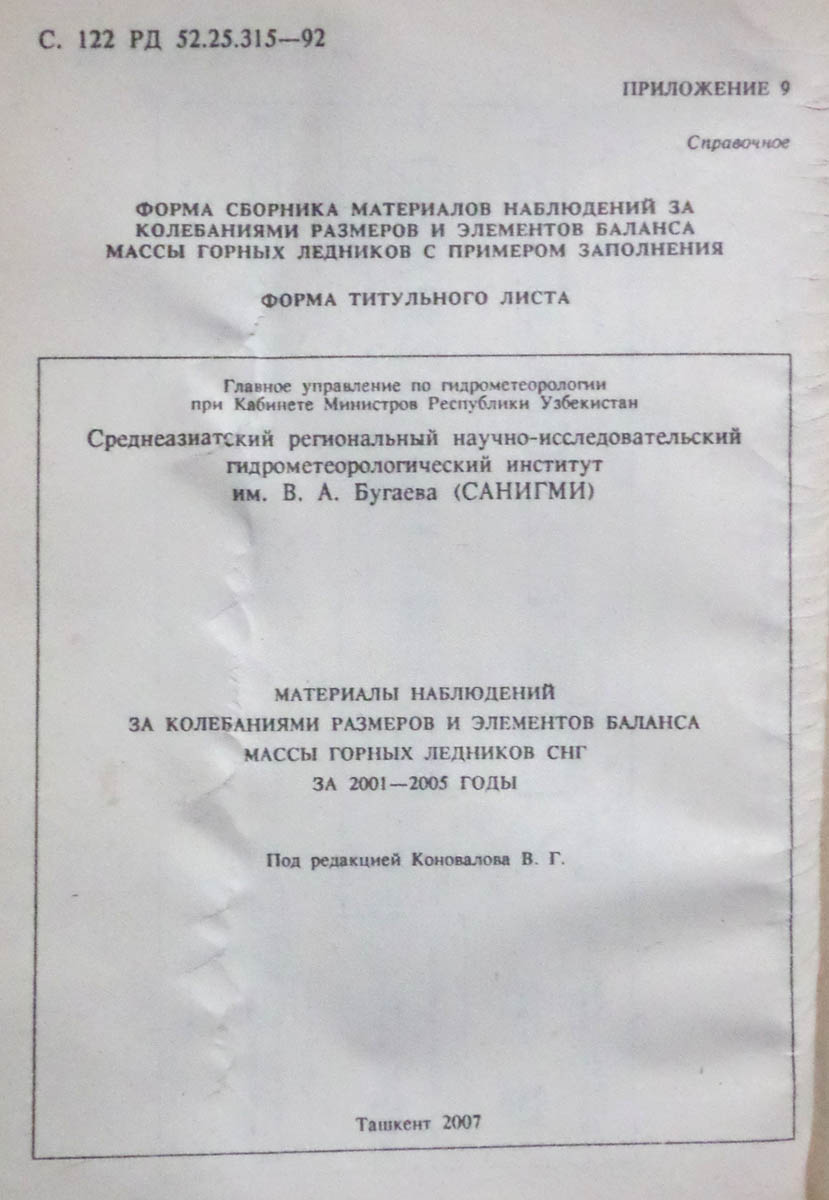 С. 122 РД 52.25.315—92
ПРИЛОЖЕНИЕ 9
Справочное
ФОРМА СБОРНИКА МАТЕРИАЛОВ НАБЛЮДЕНИЙ ЗА
КОЛЕБАНИЯМИ РАЗМЕРОВ И ЭЛЕМЕНТОВ БАЛАНСА
МАССЫ ГОРНЫХ ЛЕДНИКОВ С ПРИМЕРОМ ЗАПОЛНЕНИЯ
ФОРМА ТИТУЛЬНОГО ЛИСТА
Главное управление по гидрометеорологии
при Кабинете Министров Республики Узбекистан
Среднеазиатский региональный научно-исследовательский
гидрометеорологический институт
им. В. А. Бугаева (САНИГМИ)
МАТЕРИАЛЫ НАБЛЮДЕНИЙ
ЗА КОЛЕБАНИЯМИ РАЗМЕРОВ И ЭЛЕМЕНТОВ БАЛАНСА
МАССЫ ГОРНЫХ ЛЕДНИКОВ СНГ
ЗА 2001—2005 ГОДЫ
Под редакцией Коновалова В. Г.
Ташкент 2007